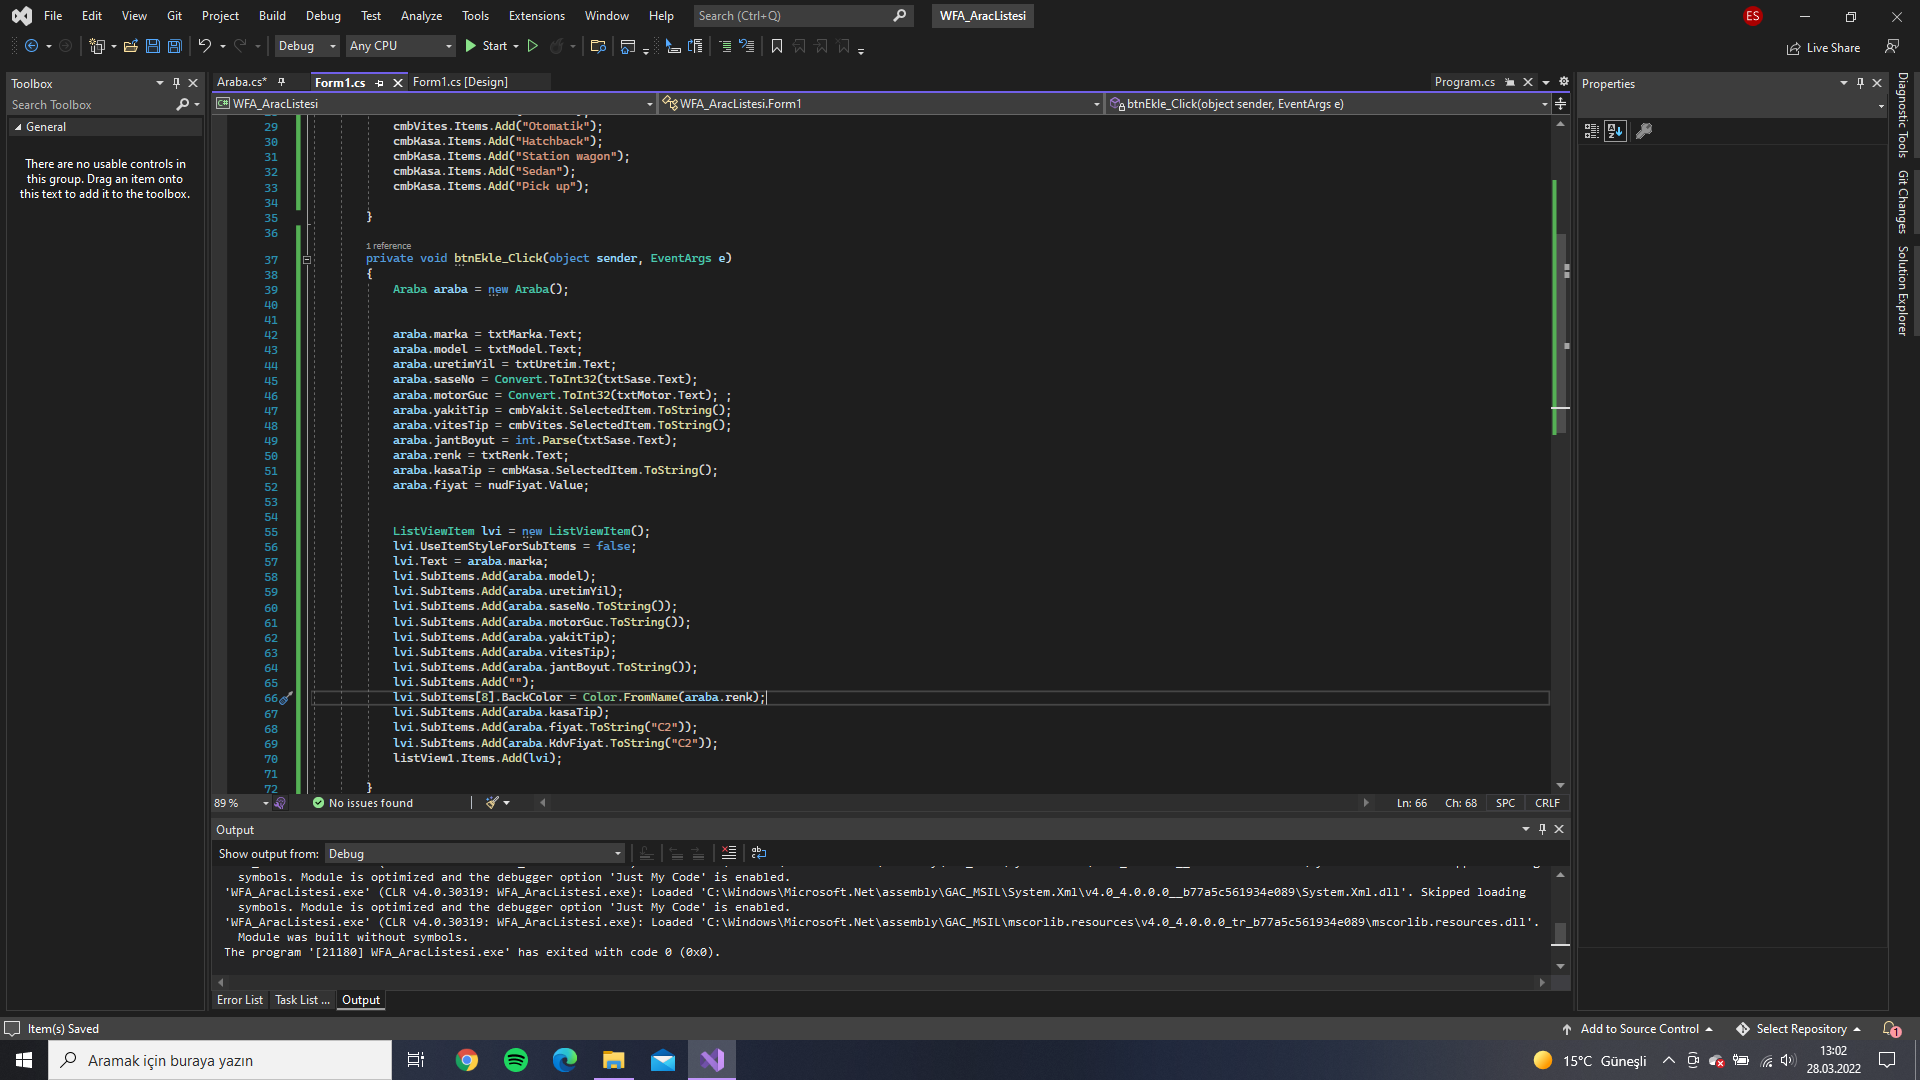 File Edit View Git Project Build Debug Test Analyze Tools Extensions Window Help Search (Ctrl+Q) WFA_AracListesi ES
Debug Any CPU Start Live Share
Toolbox
Search Toolbox
General
There are no usable controls in
this group. Drag an item onto
this text to add it to the toolbox.
Araba.cs* Form1.cs Form1.cs [Design] Program.cs
WFA_AracListesi WFA_AracListesi.Form1 btnEkle_Click(object sender, EventArgs e)
29 cmbVites.Items.Add("Otomatik");
30 cmbKasa.Items.Add("Hatchback");
31 cmbKasa.Items.Add("Station wagon");
32 cmbKasa.Items.Add("Sedan");
33 cmbKasa.Items.Add("Pick up");
34
35 }
36
1 reference
37 private void btnEkle_Click(object sender, EventArgs e)
38 {
39 Araba araba = new Araba();
40
41
42 araba.marka = txtMarka.Text;
43 araba.model = txtModel.Text;
44 araba.uretimYil = txtUretim.Text;
45 araba.saseNo = Convert.ToInt32(txtSase.Text);
46 araba.motorGuc = Convert.ToInt32(txtMotor.Text); ;
47 araba.yakitTip = cmbYakit.SelectedItem.ToString();
48 araba.vitesTip = cmbVites.SelectedItem.ToString();
49 araba.jantBoyut = int.Parse(txtSase.Text);
50 araba.renk = txtRenk.Text;
51 araba.kasaTip = cmbKasa.SelectedItem.ToString();
52 araba.fiyat = nudFiyat.Value;
53
54
55 ListViewItem lvi = new ListViewItem();
56 lvi.UseItemStyleForSubItems = false;
57 lvi.Text = araba.marka;
58 lvi.SubItems.Add(araba.model);
59 lvi.SubItems.Add(araba.uretimYil);
60 lvi.SubItems.Add(araba.saseNo.ToString());
61 lvi.SubItems.Add(araba.motorGuc.ToString());
62 lvi.SubItems.Add(araba.yakitTip);
63 lvi.SubItems.Add(araba.vitesTip);
64 lvi.SubItems.Add(araba.jantBoyut.ToString());
65 lvi.SubItems.Add("");
66 lvi.SubItems[8].BackColor = Color.FromName(araba.renk);
67 lvi.SubItems.Add(araba.kasaTip);
68 lvi.SubItems.Add(araba.fiyat.ToString("C2"));
69 lvi.SubItems.Add(araba.KdvFiyat.ToString("C2"));
70 listView1.Items.Add(lvi);
71
72 }
89 % No issues found Ln: 66 Ch: 68 SPC CRLF
Output
Show output from: Debug
symbols. Module is optimized and the debugger option 'Just My Code' is enabled.
'WFA_AracListesi.exe' (CLR v4.0.30319: WFA_AracListesi.exe): Loaded 'C:\Windows\Microsoft.Net\assembly\GAC_MSIL\System.Xml\v4.0_4.0.0.0__b77a5c561934e089\System.Xml.dll'. Skipped loading
symbols. Module is optimized and the debugger option 'Just My Code' is enabled.
'WFA_AracListesi.exe' (CLR v4.0.30319: WFA_AracListesi.exe): Loaded 'C:\Windows\Microsoft.Net\assembly\GAC_MSIL\mscorlib.resources\v4.0_4.0.0.0_tr_b77a5c561934e089\mscorlib.resources.dll'.
Module was built without symbols.
The program '[21180] WFA_AracListesi.exe' has exited with code 0 (0x0).
Error List Task List ... Output
Properties
Diagnostic Tools
Git Changes
Solution Explorer
Item(s) Saved Add to Source Control Select Repository 1
Aramak için buraya yazın 15°C Güneşli 13:02
28.03.2022